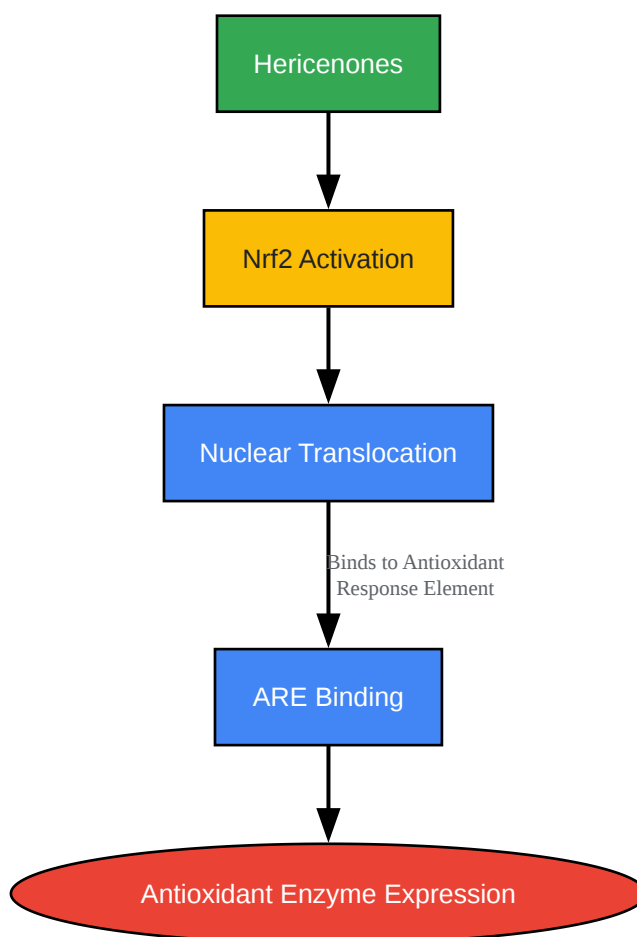 Hericenones
Nrf2 Activation
Nuclear Translocation
Binds to Antioxidant
Response Element
ARE Binding
Antioxidant Enzyme Expression